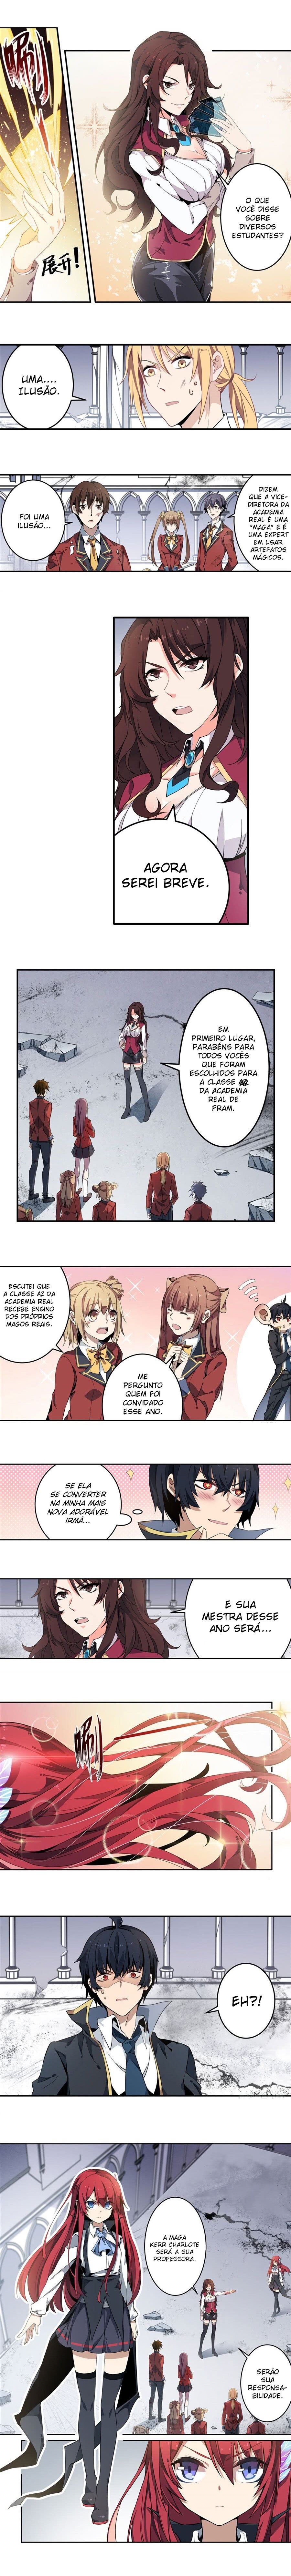 唰
展开!
O QUE
VOCÊ DISSE
SOBRE
DIVERSOS
ESTUDANTES?
UMA....
ILUSÃO.
FOI UMA
ILUSÃO...
DIZEM
QUE A VICE-
DIRETORA DA
ACADEMIA
REAL É UMA
"MAGA" E É
UMA EXPERT
EM USAR
ARTEFATOS
MÁGICOS.
AGORA
SEREI BREVE.
EM
PRIMEIRO LUGAR,
PARABÉNS PARA
TODOS VOCÊS
QUE FORAM
ESCOLHIDOS PARA
A CLASSE A2
DA ACADEMIA
REAL DE
FRAM.
ESCUTEI QUE
A CLASSE A2 DA
ACADEMIA REAL
RECEBE ENSINO
DOS PRÓPRIOS
MAGOS REAIS.
ME
PERGUNTO
QUEM FOI
CONVIDADO
ESSE ANO.
SE ELA
SE CONVERTER
NA MINHA MAIS
NOVA ADORÁVEL
IRMÃ...
E SUA
MESTRA DESSE
ANO SERÁ...
唰
EH?!
A MAGA
KERR CHARLOTE
SERÁ A SUA
PROFESSORA.
SERÃO
SUA
RESPONSA-
BILIDADE.